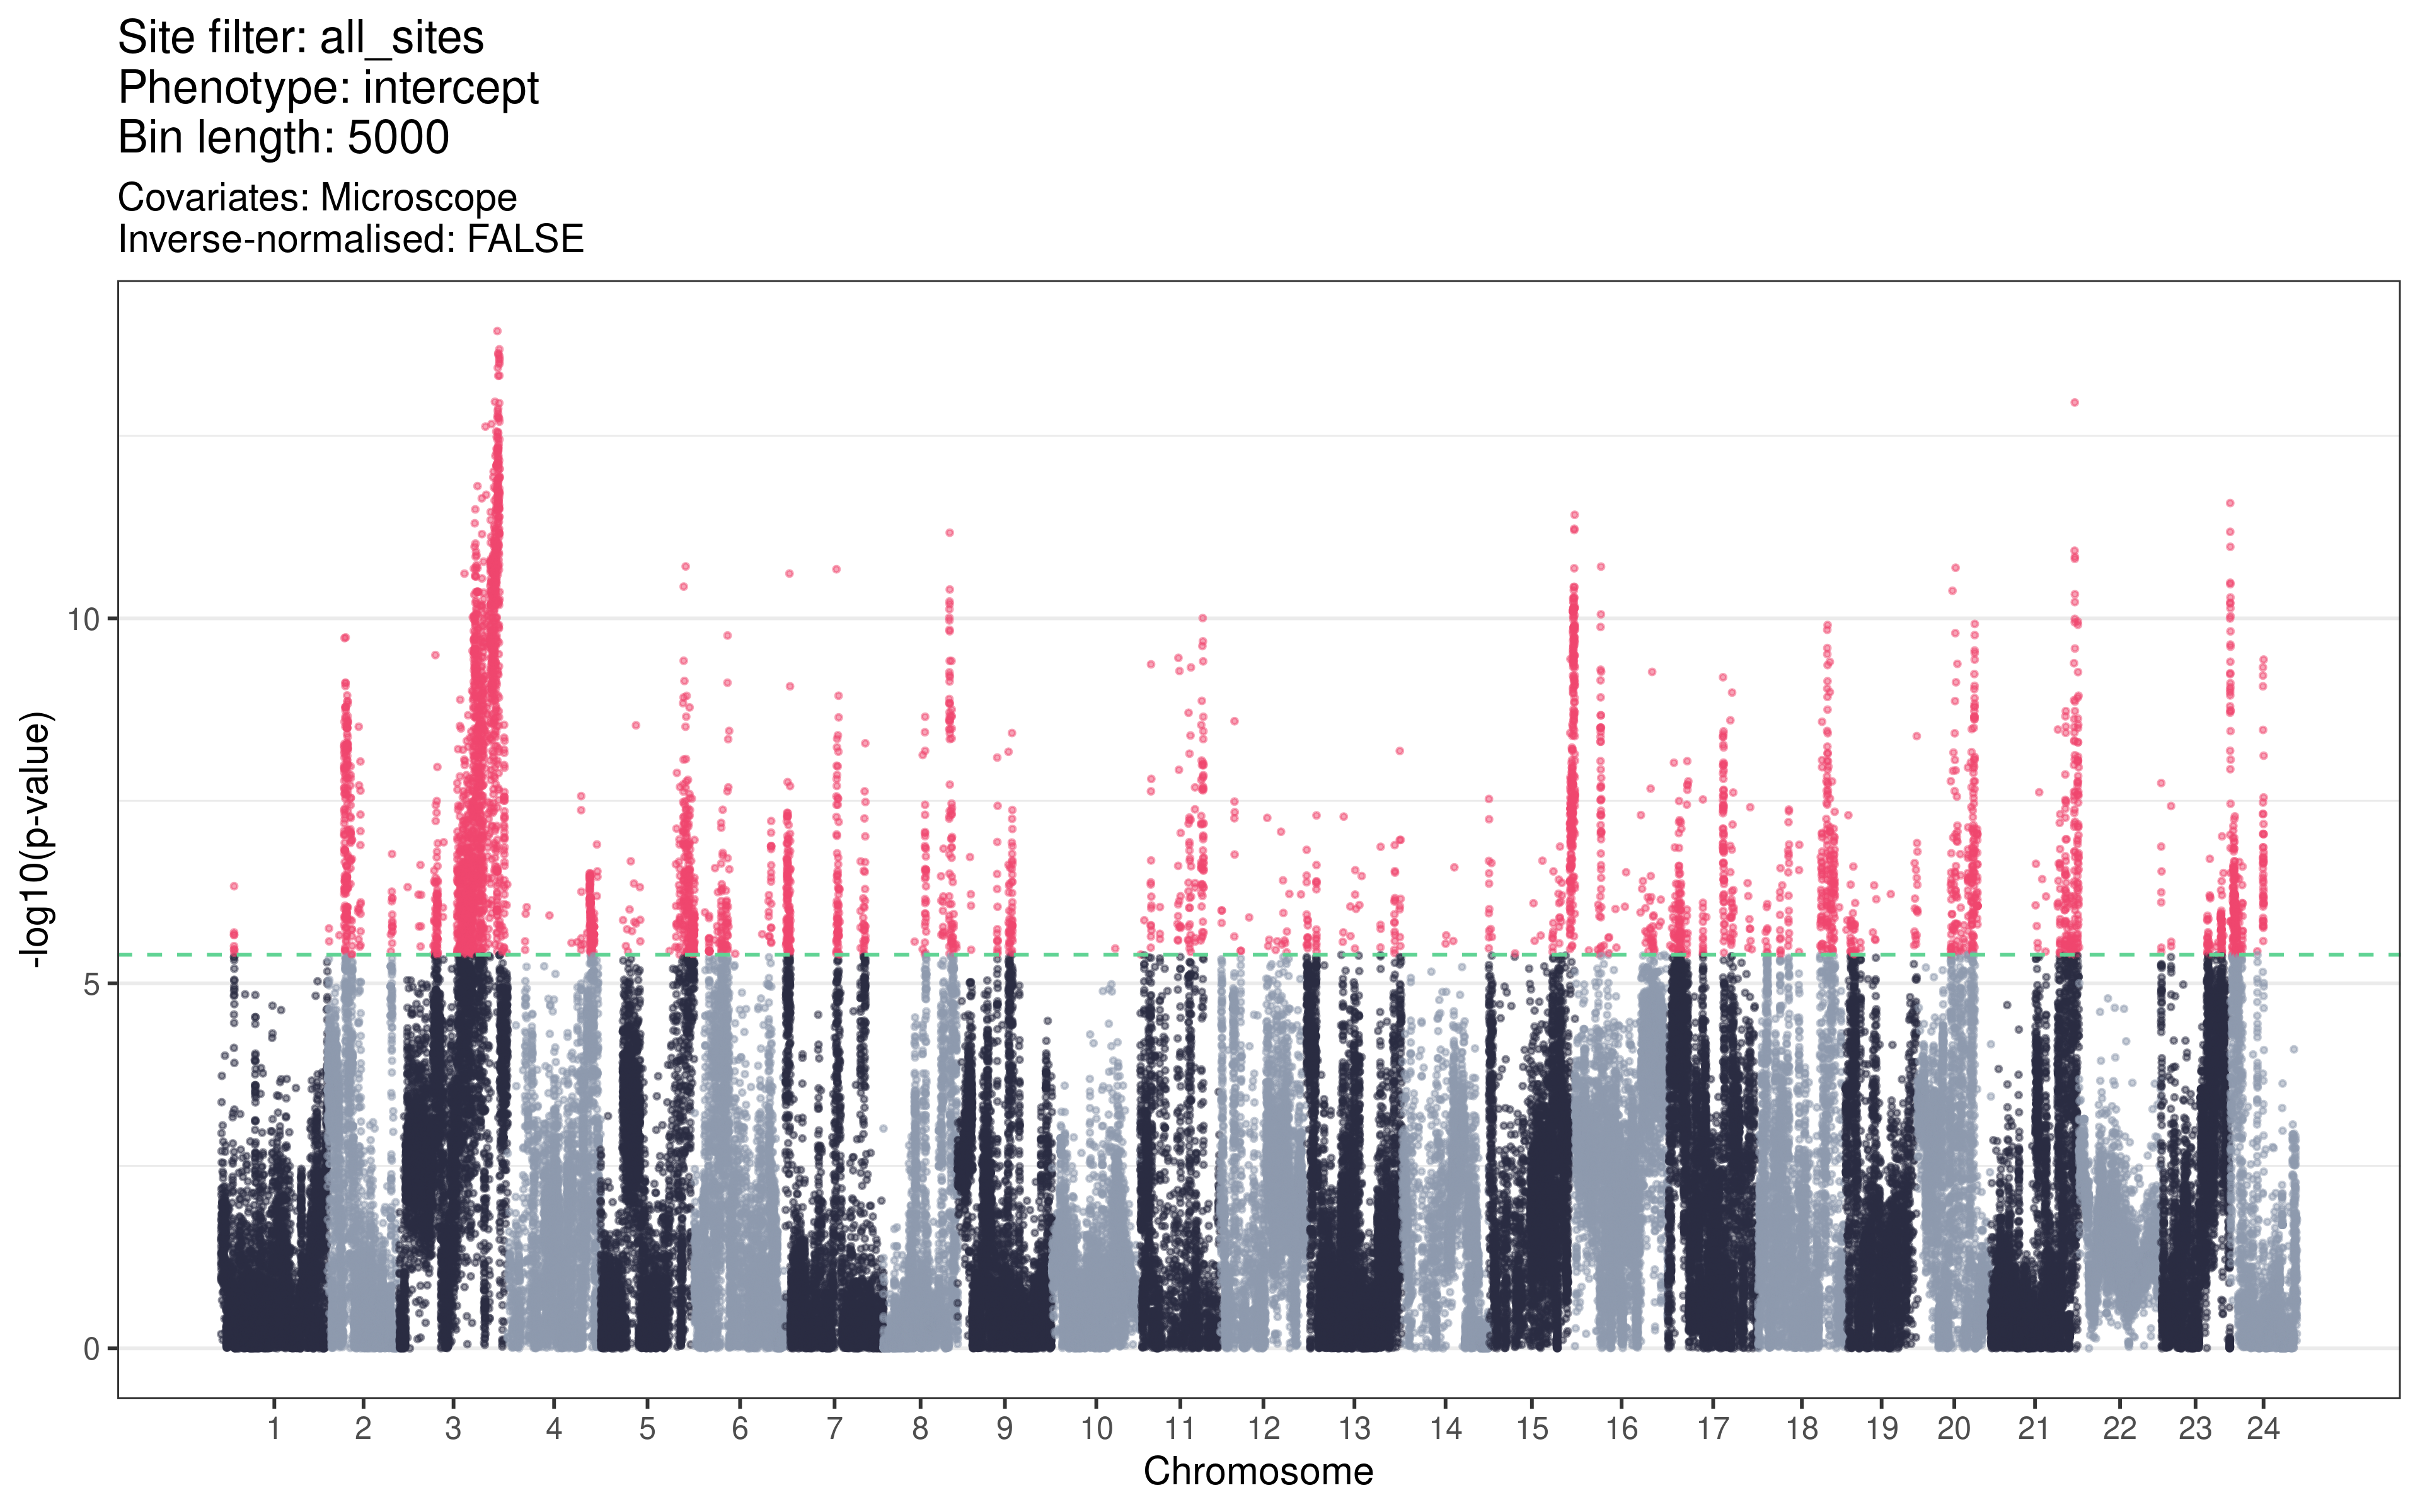 Site filter: all_sites
Phenotype: intercept
Bin length: 5000
Covariates: Microscope
Inverse-normalised: FALSE
-log10(p-value)
10
5
0
1 2 3 4 5 6 7 8 9 10 11 12 13 14 15 16 17 18 19 20 21 22 23 24
Chromosome